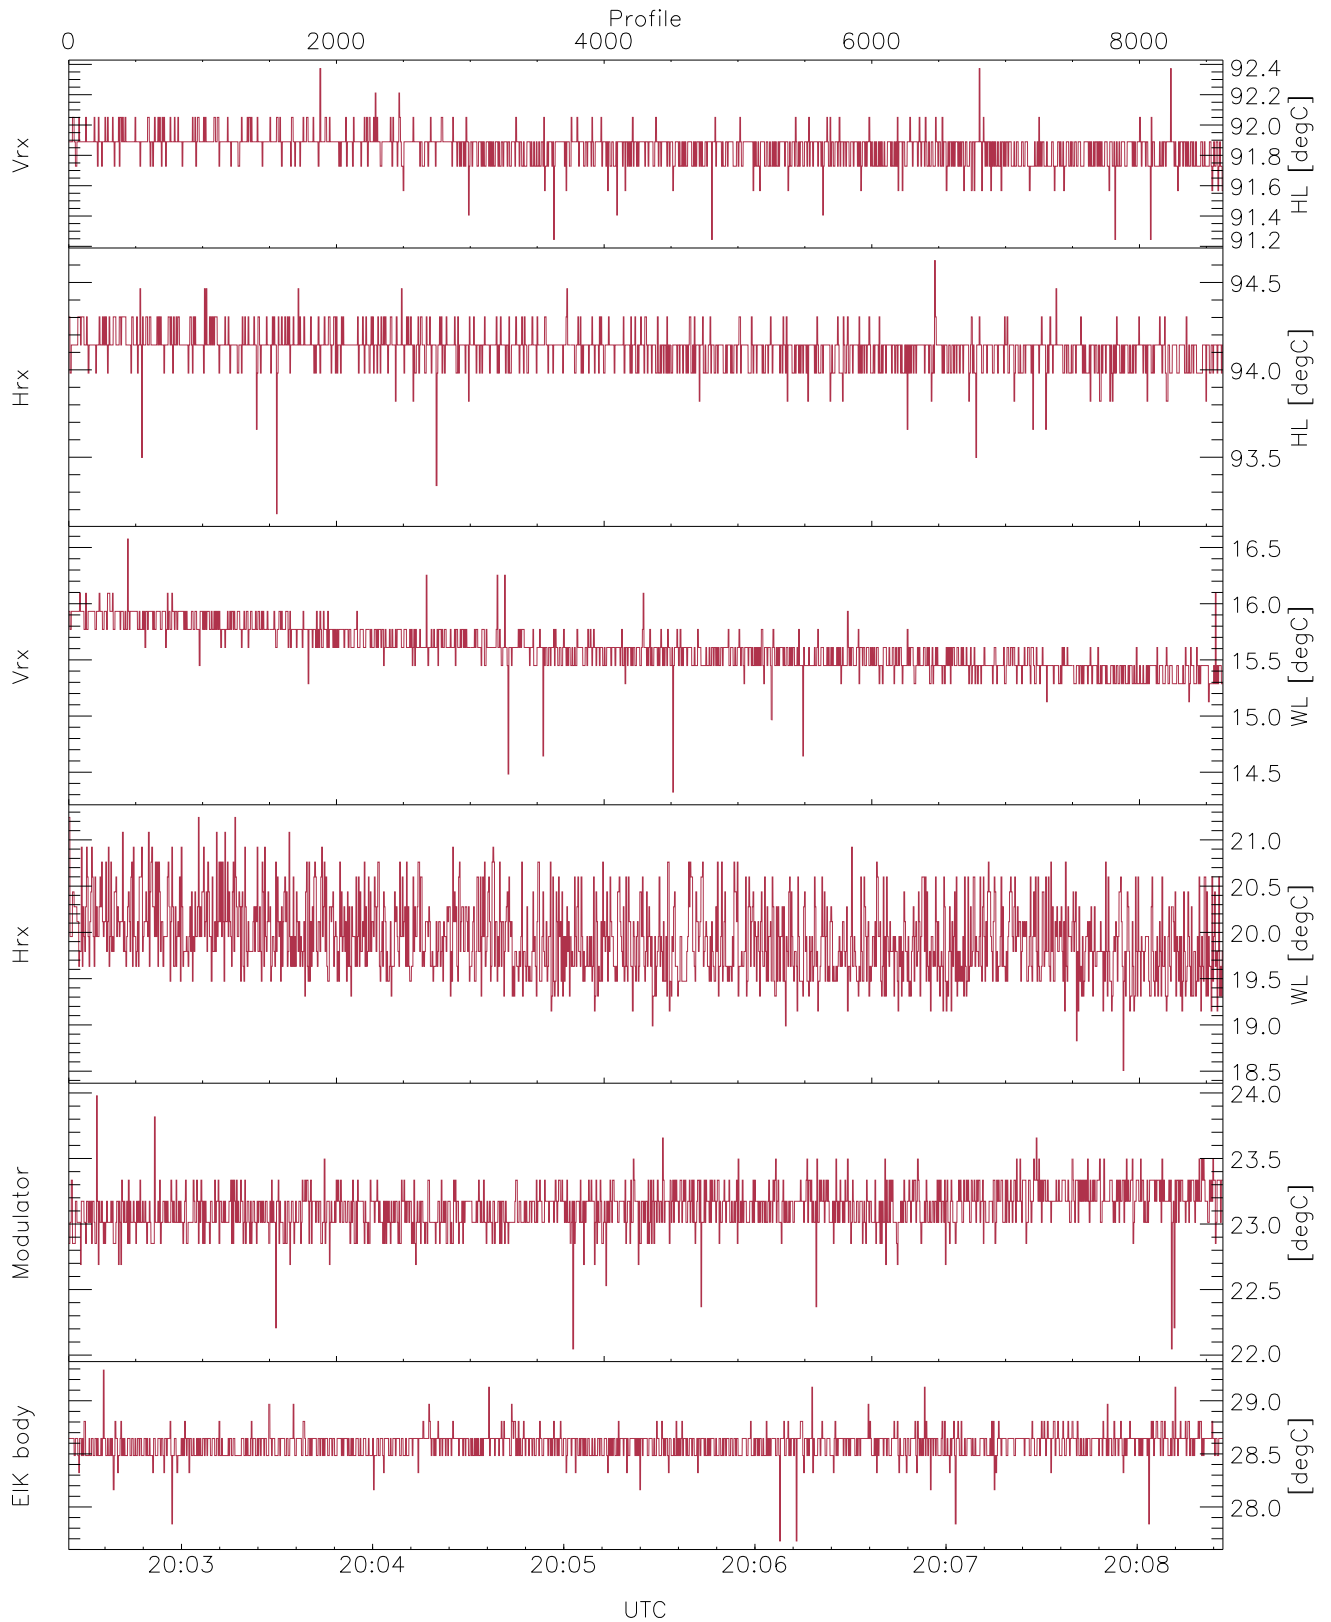 Profile
0 2000 4000 6000 8000
Vrx
92.4
92.2
92.0
91.8
91.6
91.4
91.2
HL [degC]
Hrx
94.5
94.0
93.5
HL [degC]
Vrx
16.5
16.0
15.5
15.0
14.5
WL [degC]
Hrx
21.0
20.5
20.0
19.5
19.0
18.5
WL [degC]
Modulator
24.0
23.5
23.0
22.5
22.0
[degC]
EIK body
29.0
28.5
28.0
[degC]
20:03 20:04 20:05 20:06 20:07 20:08
UTC